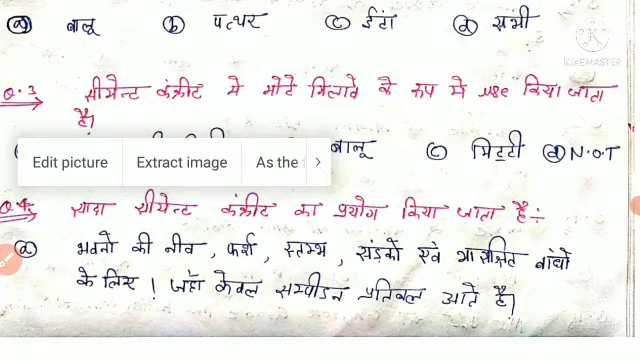 ⓐ बालू ⓑ पत्थर ⓒ ईंटा ⓓ सभी
KINEMASTER
Q.3 सीमेन्ट कंक्रीट मे मोटे मिलावे के रूप मे use किया जाता
है।
बालू ⓒ मिट्टी ⓓ N.O.T
Edit picture Extract image As the
Q.4 सादा सीमेन्ट कंक्रीट का प्रयोग किया जाता है ÷
ⓐ भवनो की नीव, फर्श, स्तम्भ, सड़को एवं बांधो
के लिए । जहाँ केवल सम्पीडन प्रतिबल आते है।